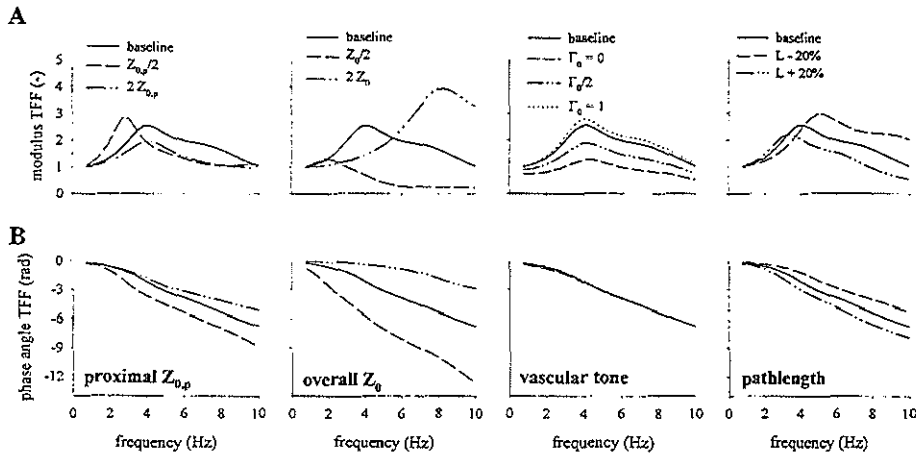 A
baseline
Z0,p/2
2 Z0,p
baseline
Z0/2
2 Z0
baseline
Γ0 = 0
Γ0/2
Γ0 = 1
baseline
L - 20%
L + 20%
modulus TFF (-)
5
4
3
2
1
0
B
phase angle TFF (rad)
0
-3
-6
-9
-12
proximal Z0,p
overall Z0
vascular tone
pathlength
0 2 4 6 8 10
0 2 4 6 8 10
0 2 4 6 8 10
0 2 4 6 8 10
frequency (Hz)
frequency (Hz)
frequency (Hz)
frequency (Hz)